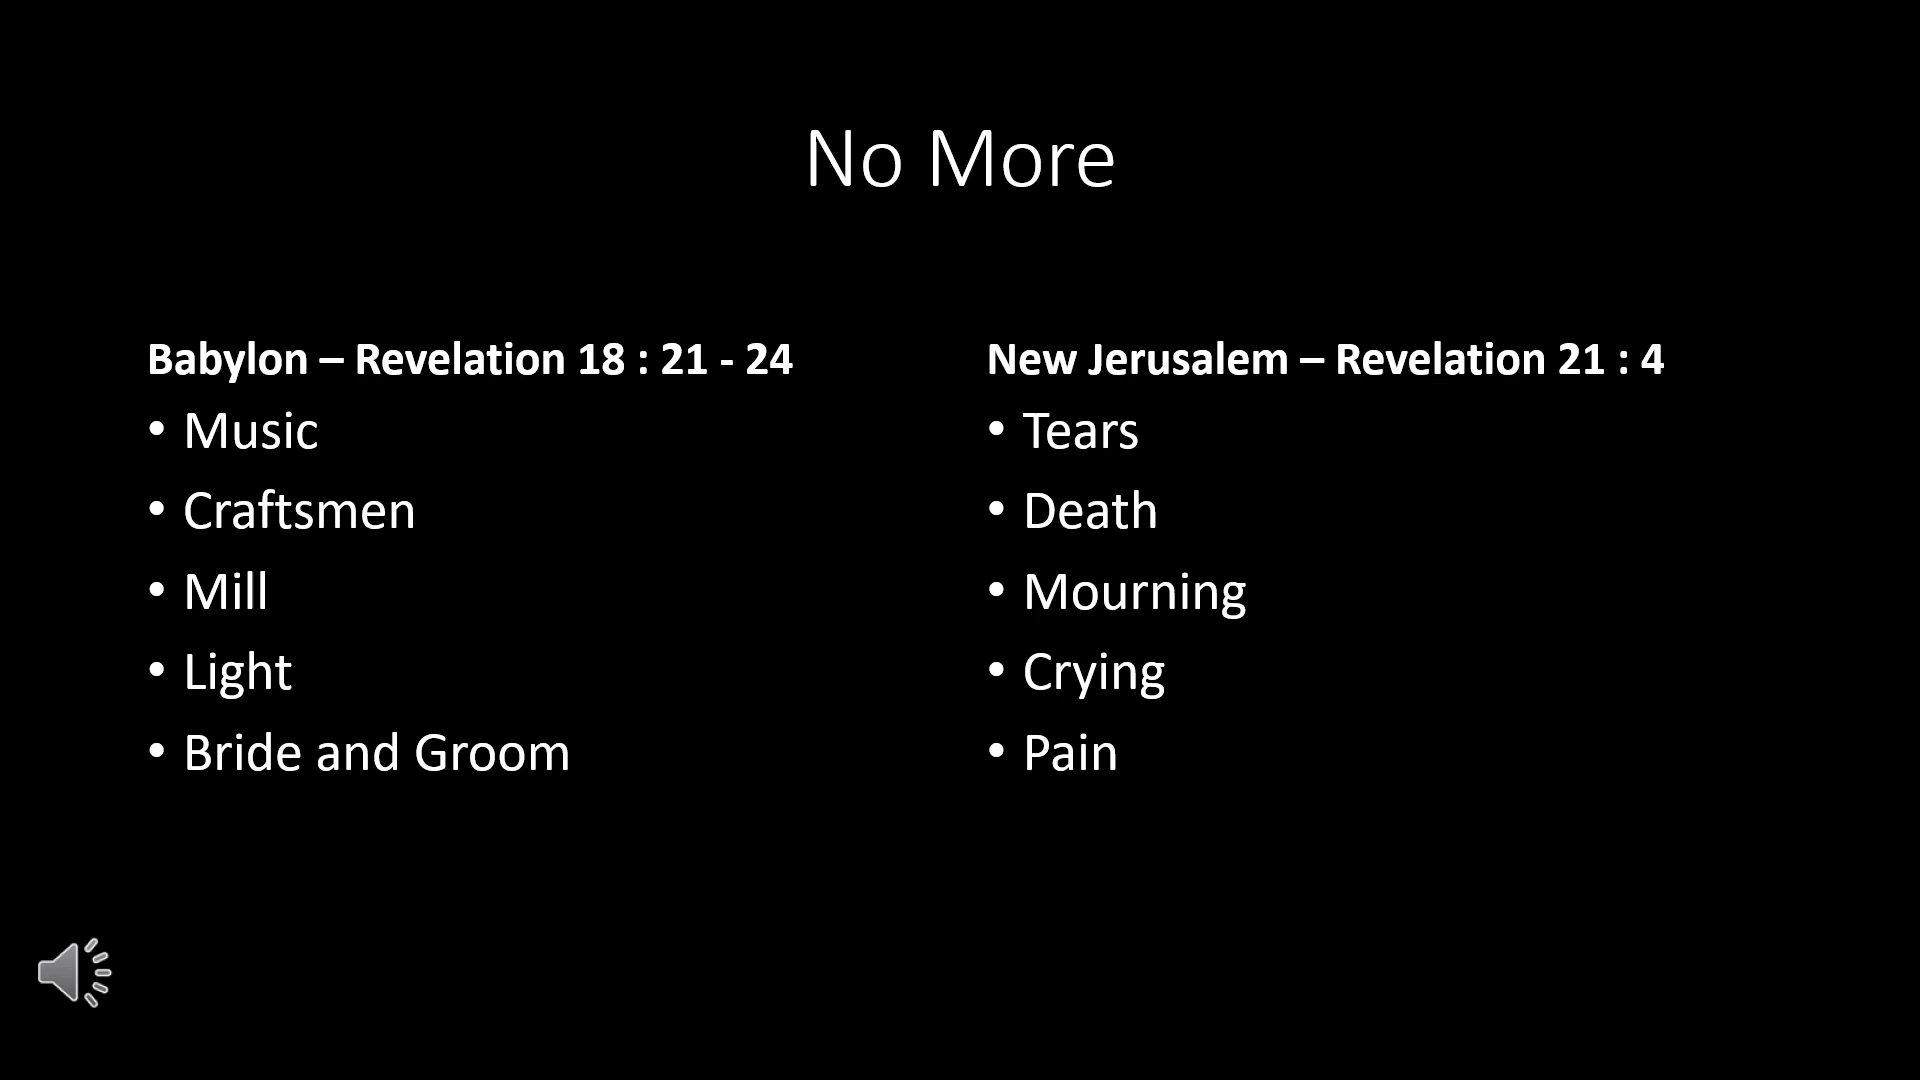 No More
Babylon – Revelation 18 : 21 - 24
• Music
• Craftsmen
• Mill
• Light
• Bride and Groom
New Jerusalem – Revelation 21 : 4
• Tears
• Death
• Mourning
• Crying
• Pain